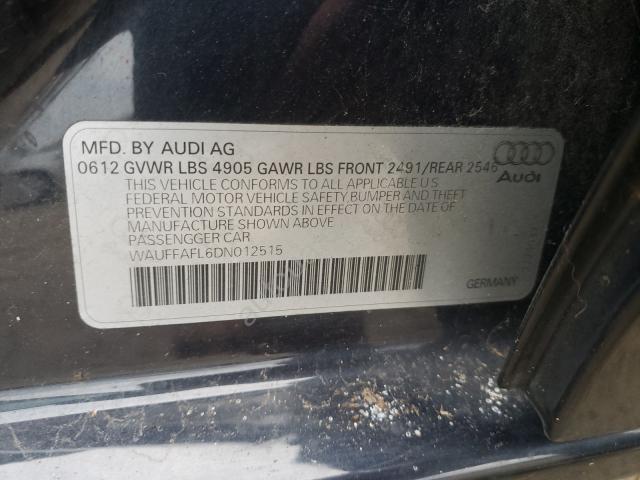 MFD. BY AUDI AG
0612 GVWR LBS 4905 GAWR LBS FRONT 2491/REAR 2546
Audi
THIS VEHICLE CONFORMS TO ALL APPLICABLE U S
FEDERAL MOTOR VEHICLE SAFETY BUMPER AND THEFT
PREVENTION STANDARDS IN EFFECT ON THE DATE OF
MANUFACTURE SHOWN ABOVE
PASSENGGER CAR
WAUFFAFL6DN012515
GERMANY